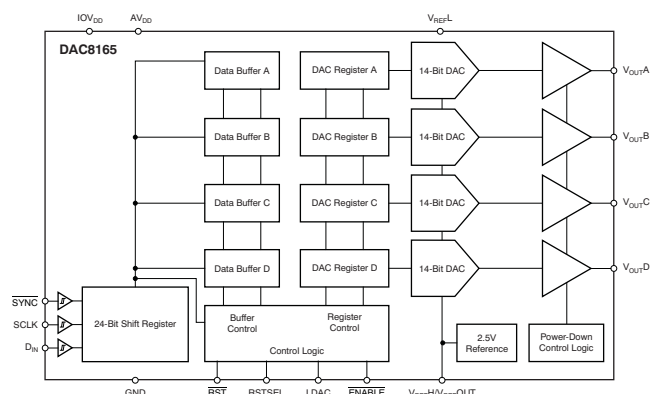 IOVDD AVDD VREFL
DAC8165
Data Buffer A DAC Register A 14-Bit DAC VOUTA
Data Buffer B DAC Register B 14-Bit DAC VOUTB
Data Buffer C DAC Register C 14-Bit DAC VOUTC
Data Buffer D DAC Register D 14-Bit DAC VOUTD
SYNC
SCLK
DIN
24-Bit Shift Register
Buffer
Control
Register
Control
Control Logic
2.5V
Reference
Power-Down
Control Logic
GND RST RSTSEL LDAC ENABLE VREFH/VREFOUT